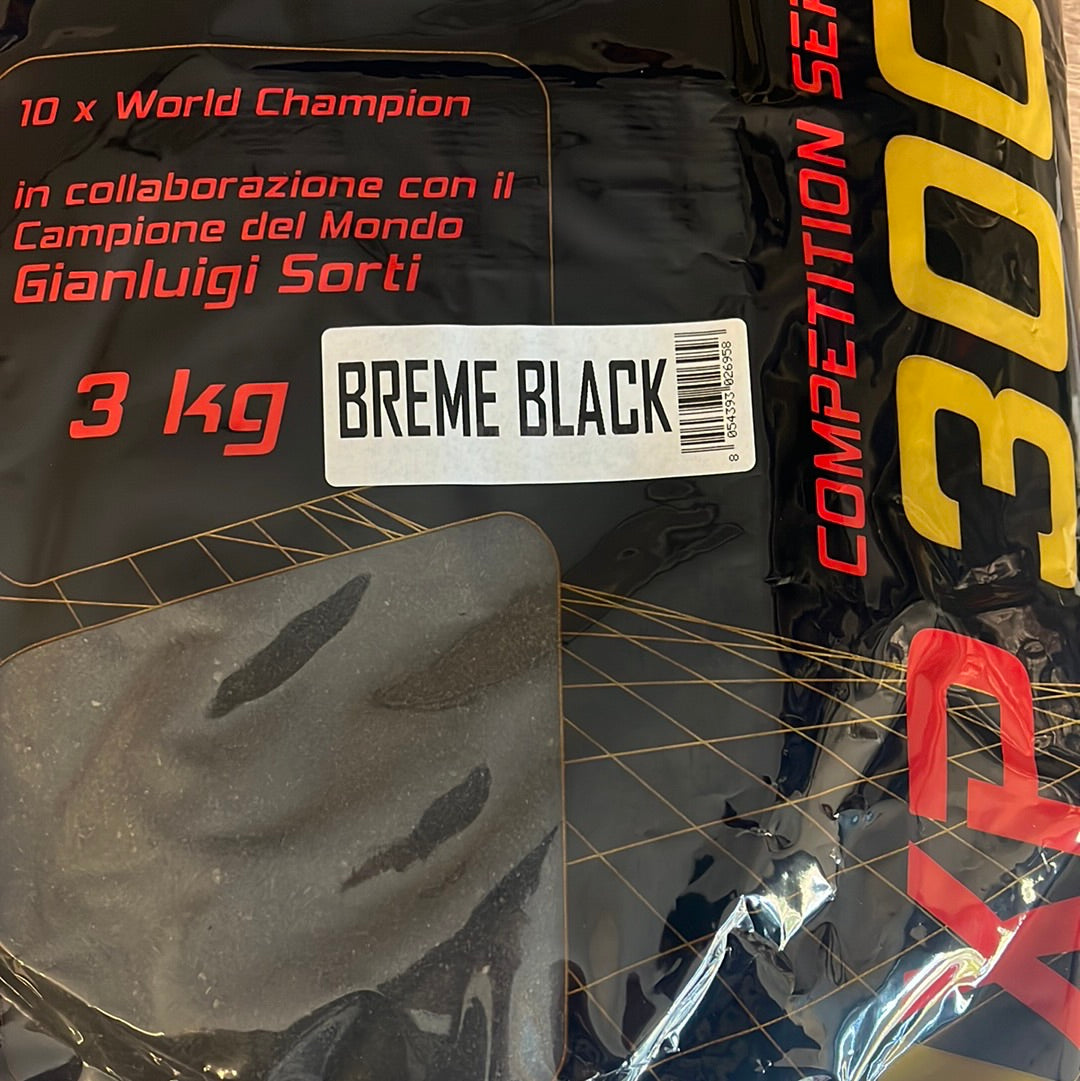 10 x World Champion
in collaborazione con il
Campione del Mondo
Gianluigi Sorti
3 kg
BREME BLACK
8 054393 026958
COMPETITION
XP 300